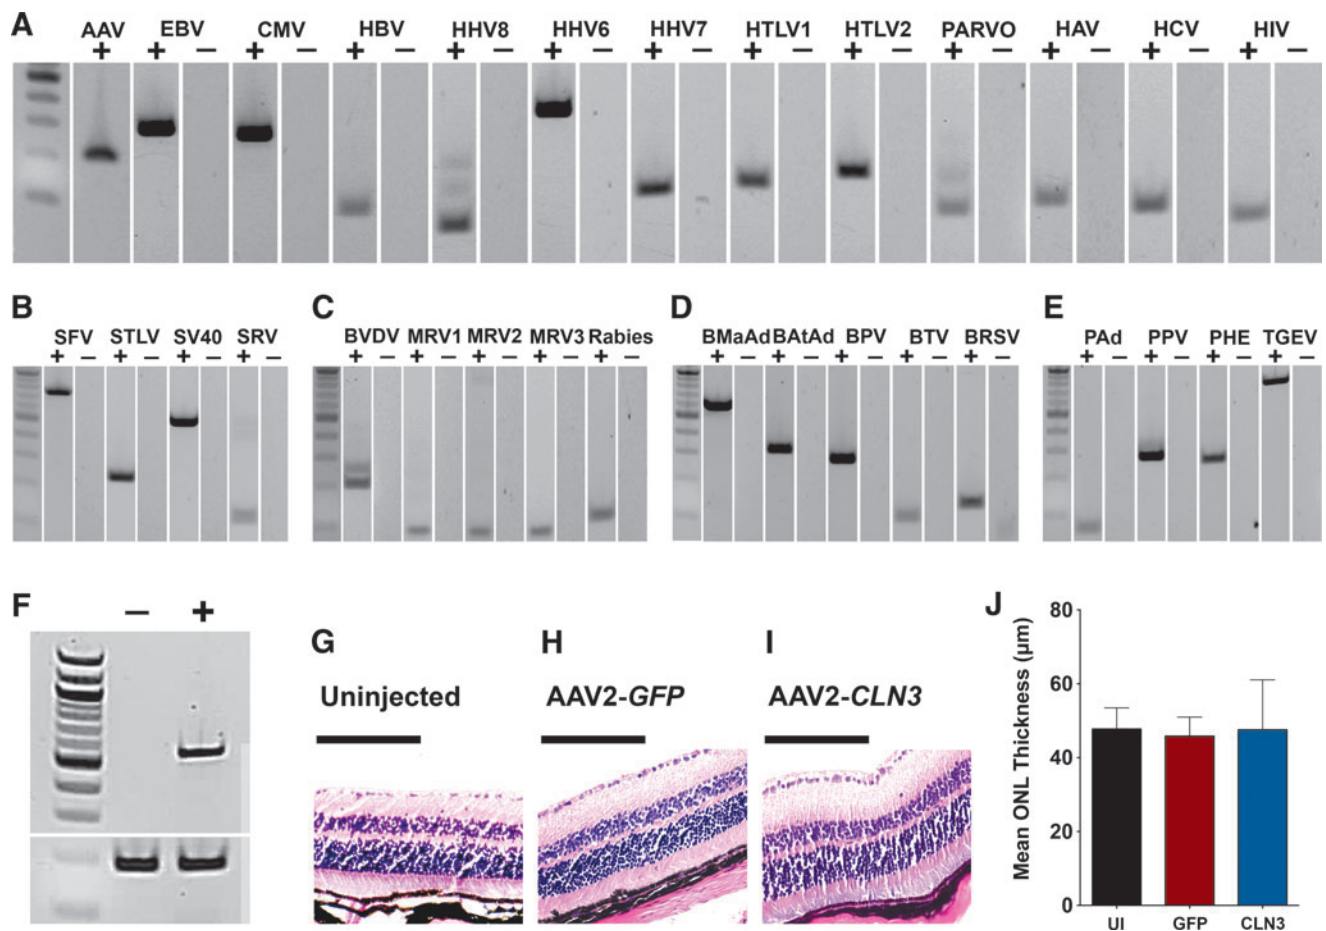 A
AAV EBV CMV HBV HHV8 HHV6 HHV7 HTLV1 HTLV2 PARVO HAV HCV HIV
+ + − + − + − + − + − + − + − + − + − + − + − + −
B C D E
SFV STLV SV40 SRV BVDV MRV1 MRV2 MRV3 Rabies BMaAd BAtAd BPV BTV BRSV PAd PPV PHE TGEV
+ − + − + − + − + − + − + − + − + − + − + − + − + − + − + − + − + − + −
F − +
G H I
Uninjected AAV2-GFP AAV2-CLN3
J
Mean ONL Thickness (µm)
80
60
40
20
0
UI GFP CLN3